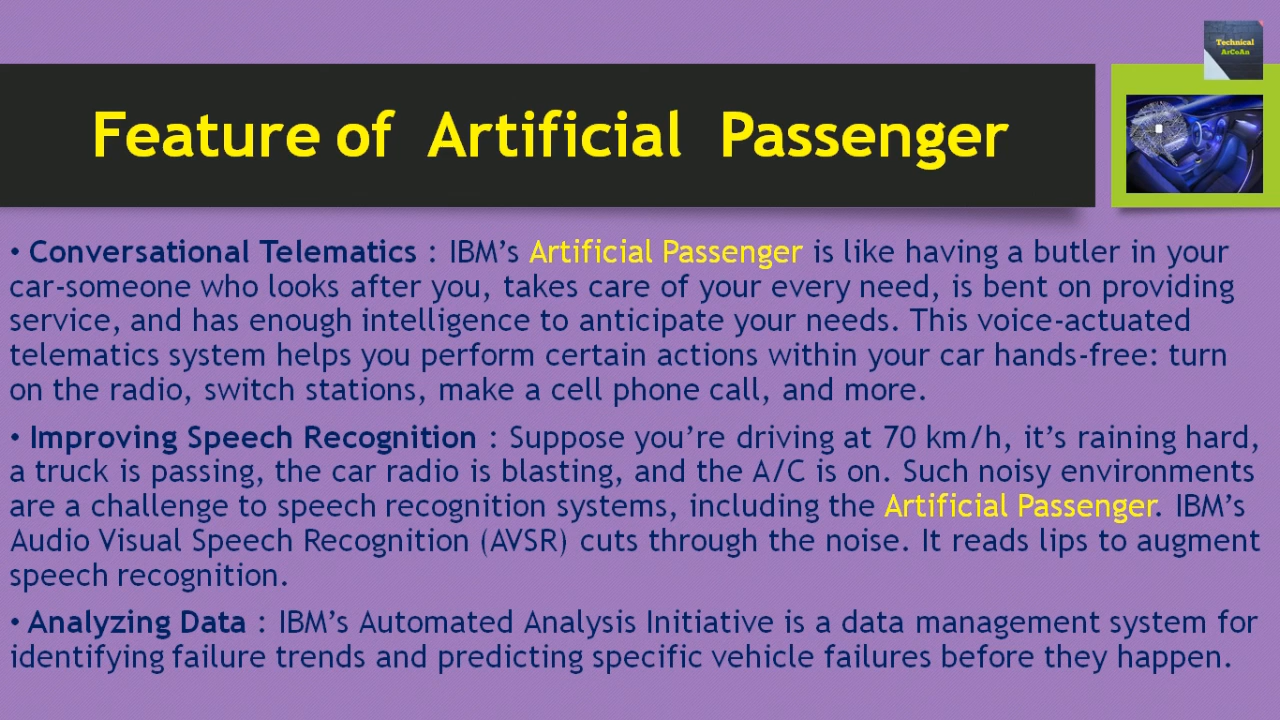 Technical
ArCoAn
Feature of Artificial Passenger
• Conversational Telematics : IBM’s Artificial Passenger is like having a butler in your
car-someone who looks after you, takes care of your every need, is bent on providing
service, and has enough intelligence to anticipate your needs. This voice-actuated
telematics system helps you perform certain actions within your car hands-free: turn
on the radio, switch stations, make a cell phone call, and more.
• Improving Speech Recognition : Suppose you’re driving at 70 km/h, it’s raining hard,
a truck is passing, the car radio is blasting, and the A/C is on. Such noisy environments
are a challenge to speech recognition systems, including the Artificial Passenger. IBM’s
Audio Visual Speech Recognition (AVSR) cuts through the noise. It reads lips to augment
speech recognition.
• Analyzing Data : IBM’s Automated Analysis Initiative is a data management system for
identifying failure trends and predicting specific vehicle failures before they happen.